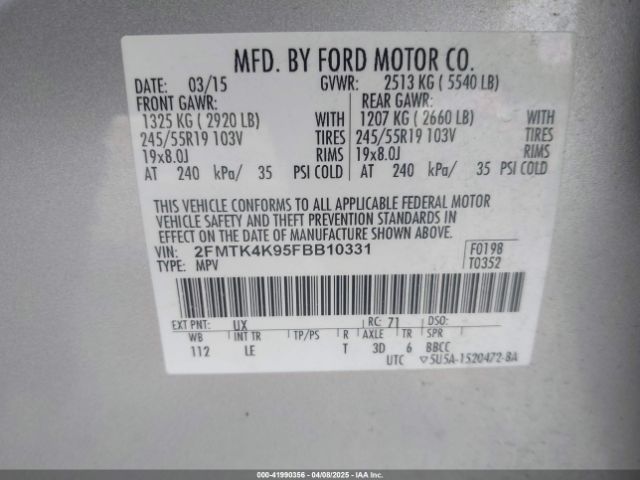 MFD. BY FORD MOTOR CO.
DATE: 03/15 GVWR: 2513 KG ( 5540 LB)
FRONT GAWR: REAR GAWR:
1325 KG ( 2920 LB) WITH 1207 KG ( 2660 LB) WITH
245/55R19 103V TIRES 245/55R19 103V TIRES
19x8.0J RIMS 19x8.0J RIMS
AT 240 kPa/ 35 PSI COLD AT 240 kPa/ 35 PSI COLD
THIS VEHICLE CONFORMS TO ALL APPLICABLE FEDERAL MOTOR
VEHICLE SAFETY AND THEFT PREVENTION STANDARDS IN
EFFECT ON THE DATE OF MANUFACTURE SHOWN ABOVE.
VIN: 2FMTK4K95FBB10331 F0198
TYPE: MPV T0352
EXT PNT: UX RC: 71 DSO:
WB INT TR TP/PS R AXLE TR SPR
112 LE T 3D 6 BBCC
UTC ▽5U5A-1520472-BA
000-41990356 | 04/08/2025 - IAA Inc.